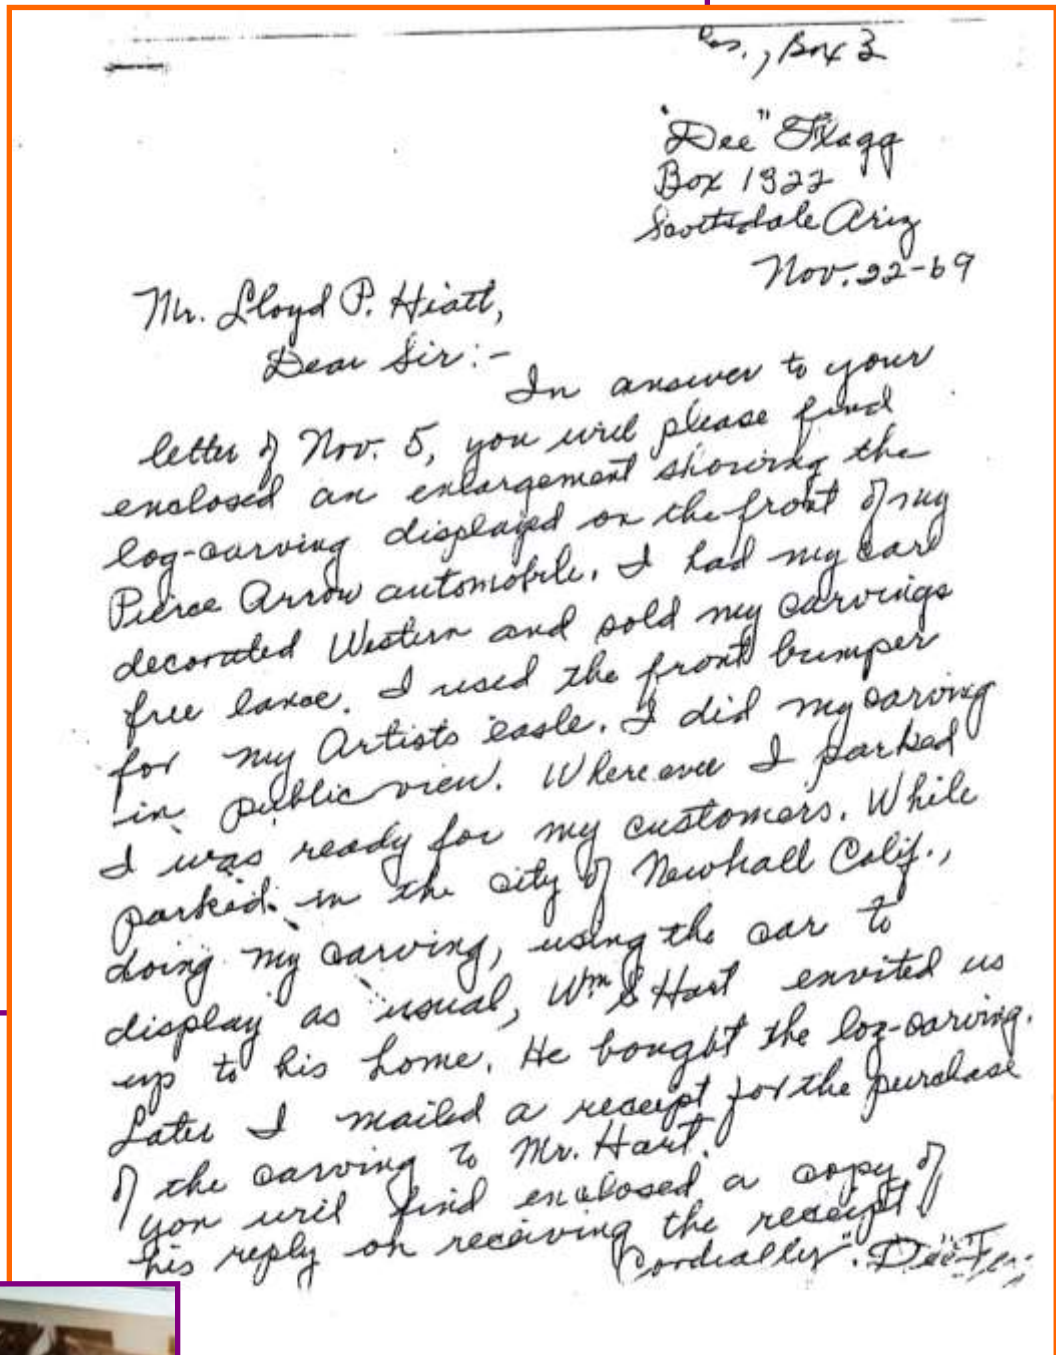 Box 3
"Dee" Flagg
Box 1322
Scottsdale Ariz
Nov. 22-69
Mr. Lloyd P. Hiatt,
Dear Sir:-
In answer to your
letter of Nov. 5, you will please find
enclosed an enlargement showing the
log-carving displayed on the front of my
Pierce Arrow automobile. I had my car
decorated Western and sold my carvings
free lance. I used the front bumper
for my Artists easle. I did my carving
in public view. Where ever I parked
I was ready for my customers. While
parked in the city of Newhall Calif.,
doing my carving, using the car to
display as usual, Wm S Hart envited us
up to his home. He bought the log-carving.
Later I mailed a receipt for the purchase
of the carving to Mr. Hart.
you will find enclosed a copy of
his reply on receiving the receipt
Cordially "Dee"